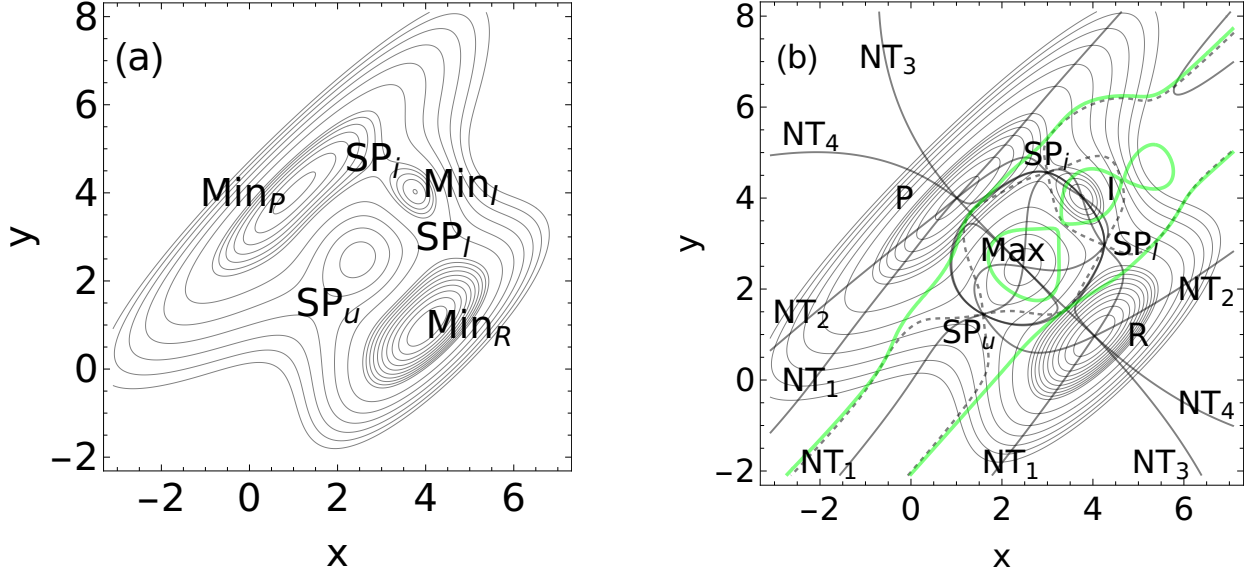 (a)
8
6
4
2
0
−2
y
−2 0 2 4 6
x
Min_P
SP_i
Min_I
SP_l
SP_u
Min_R
(b)
8
6
4
2
0
−2
y
−2 0 2 4 6
x
NT_3
NT_4
SP_i
P
I
Max
SP_l
NT_2
NT_2
SP_u
R
NT_1
NT_4
NT_1
NT_1
NT_3